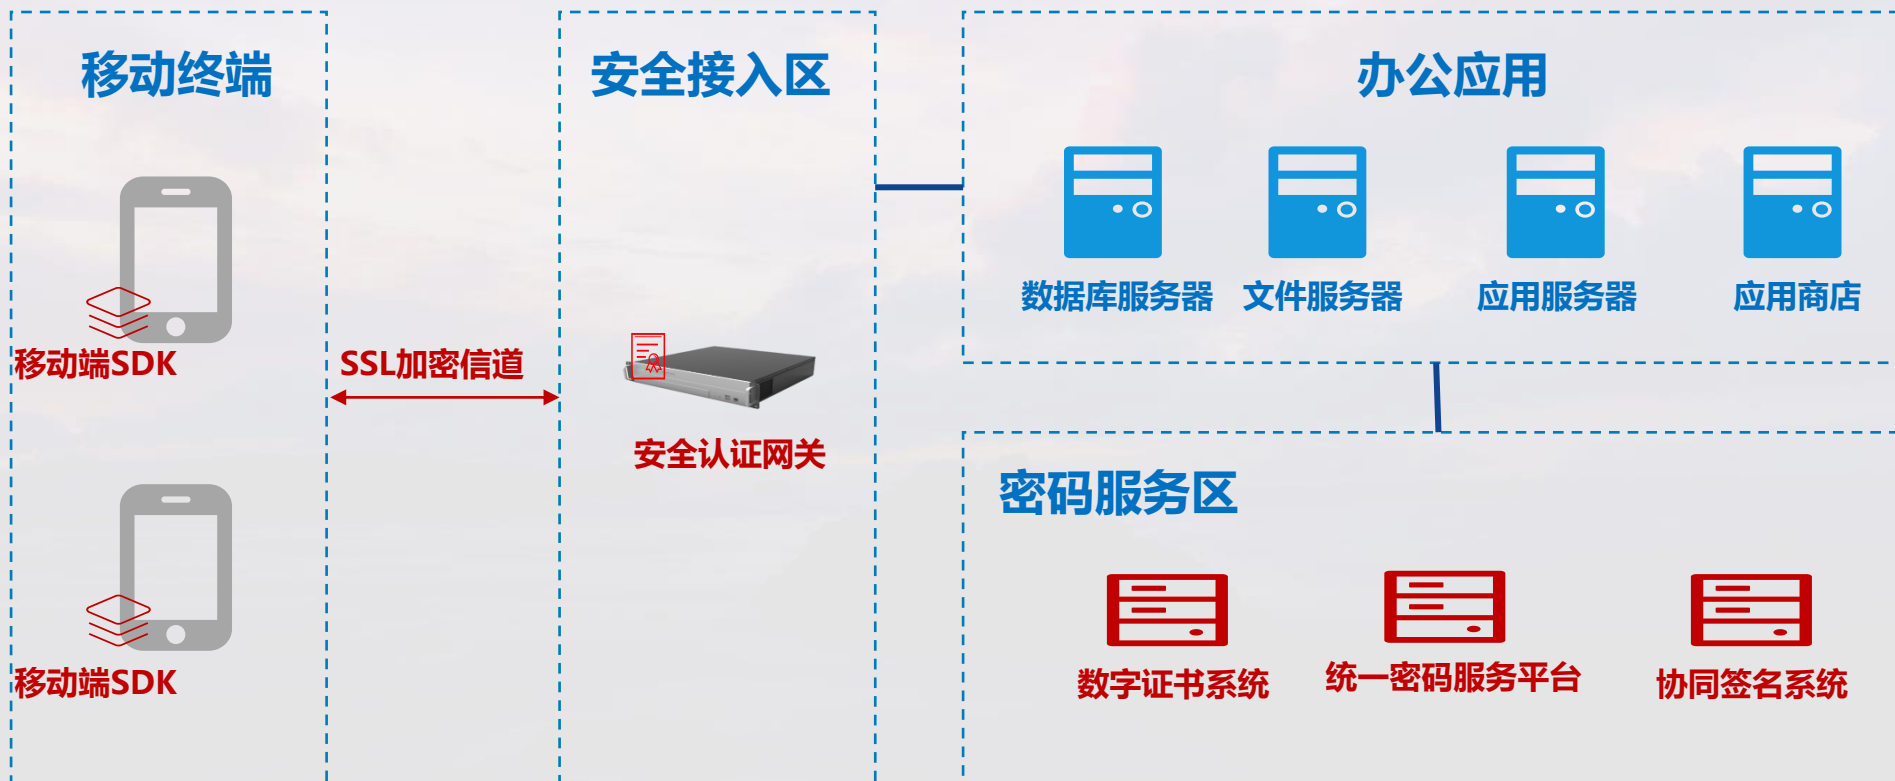 移动终端
安全接入区
办公应用
数据库服务器
文件服务器
应用服务器
应用商店
移动端SDK
SSL加密信道
安全认证网关
密码服务区
移动端SDK
数字证书系统
统一密码服务平台
协同签名系统